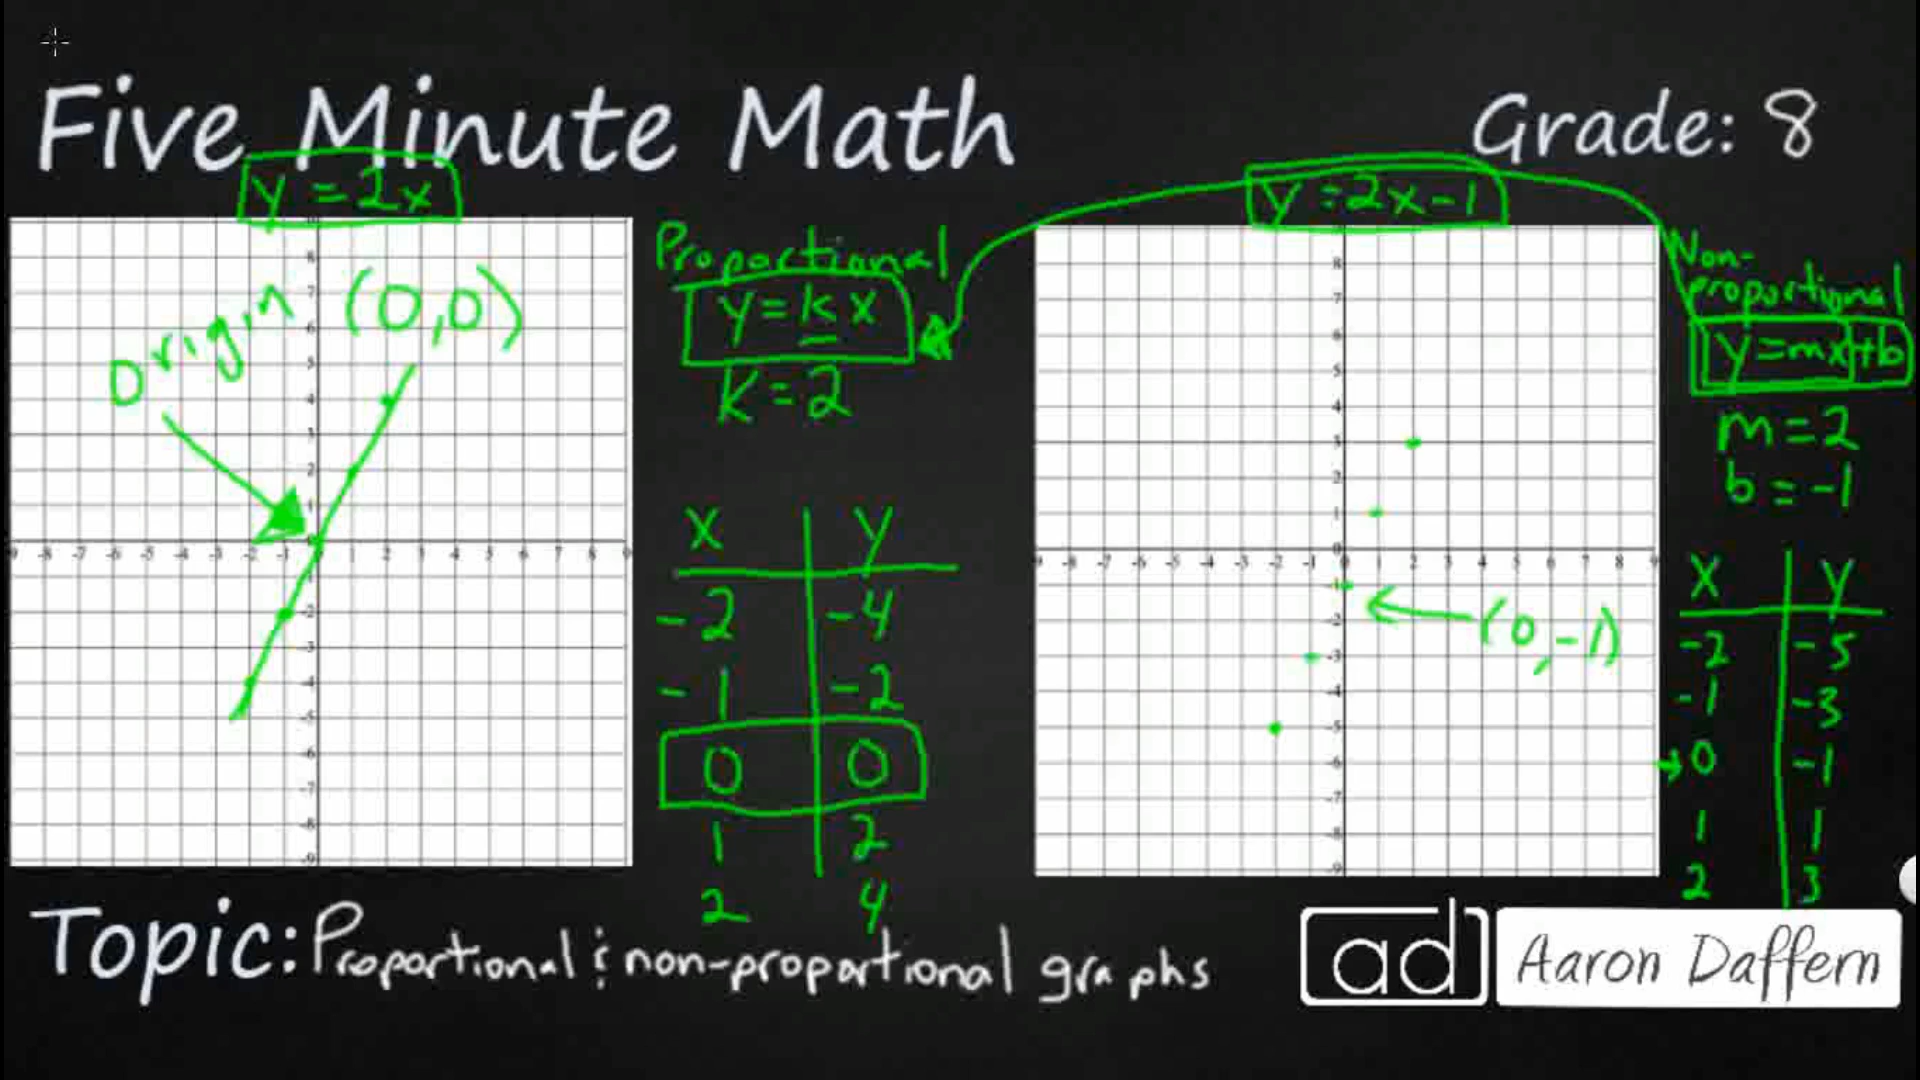 Five Minute Math
Grade: 8
y = 2x
y = 2x - 1
Origin (0,0)
Proportional
y = kx
k = 2
Non-
proportional
y = mx + b
m = 2
b = -1
x y
-2 -4
-1 -2
0 0
1 2
2 4
(0,-1)
x y
-2 -5
-1 -3
0 -1
1 1
2 3
Topic: Proportional & non-proportional graphs
ad Aaron Daffern